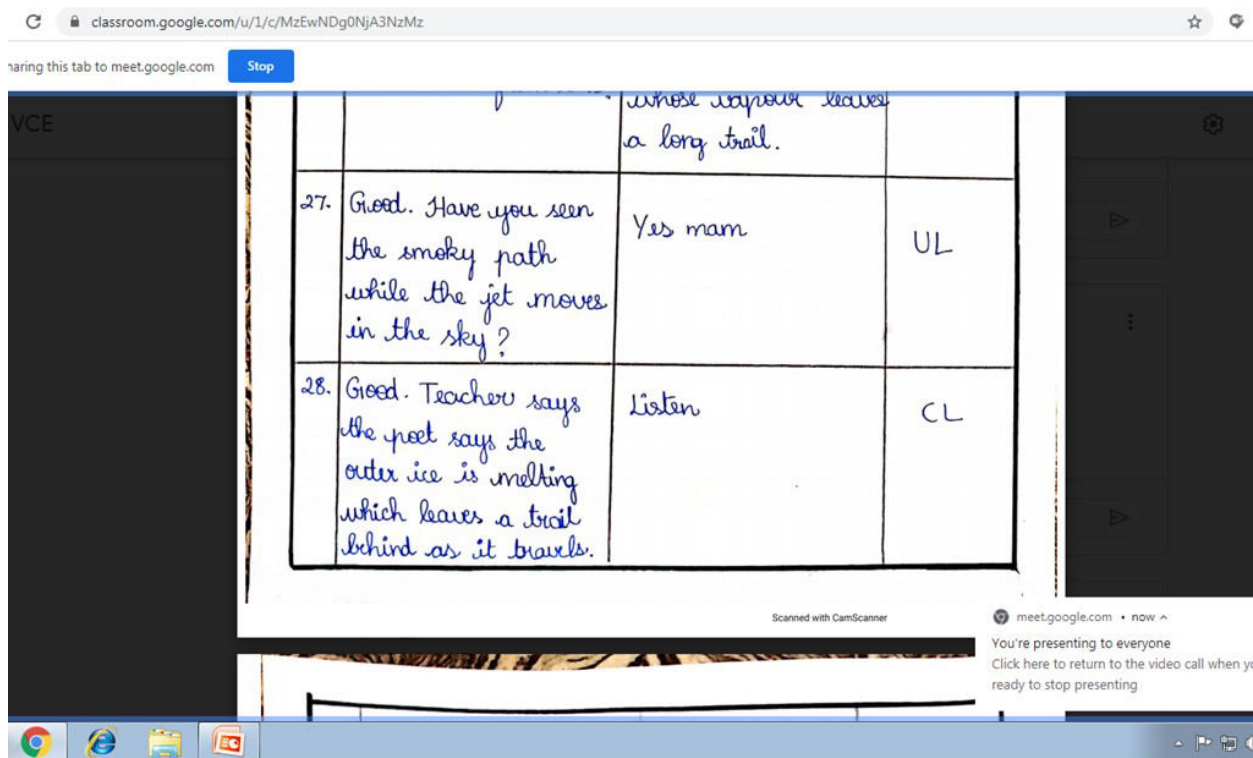 classroom.google.com/u/1/c/MzEwNDg0NjA3NzMz
haring this tab to meet.google.com Stop
VCE
whose vapour leaves
a long trail.
27. Good. Have you seen
the smoky path
while the jet moves
in the sky?
Yes mam
UL
28. Good. Teacher says
the poet says the
outer ice is melting
which leaves a trail
behind as it travels.
Listen
CL
Scanned with CamScanner
meet.google.com • now
You're presenting to everyone
Click here to return to the video call when yo
ready to stop presenting